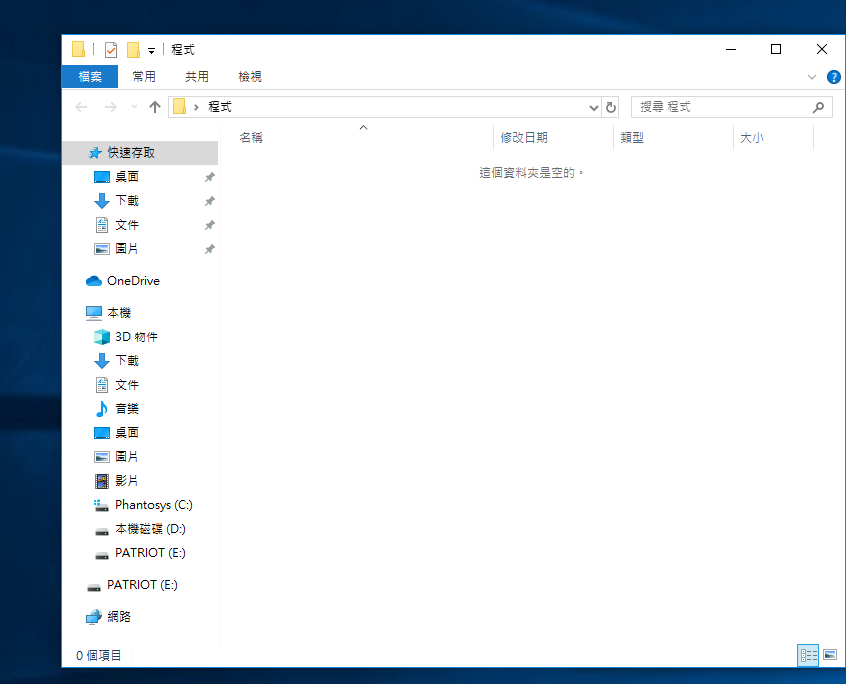 程式
檔案 常用 共用 檢視
程式
搜尋 程式
名稱 修改日期 類型 大小
這個資料夾是空的。
快速存取
桌面
下載
文件
圖片
OneDrive
本機
3D 物件
下載
文件
音樂
桌面
圖片
影片
Phantosys (C:)
本機磁碟 (D:)
PATRIOT (E:)
PATRIOT (E:)
網路
0 個項目